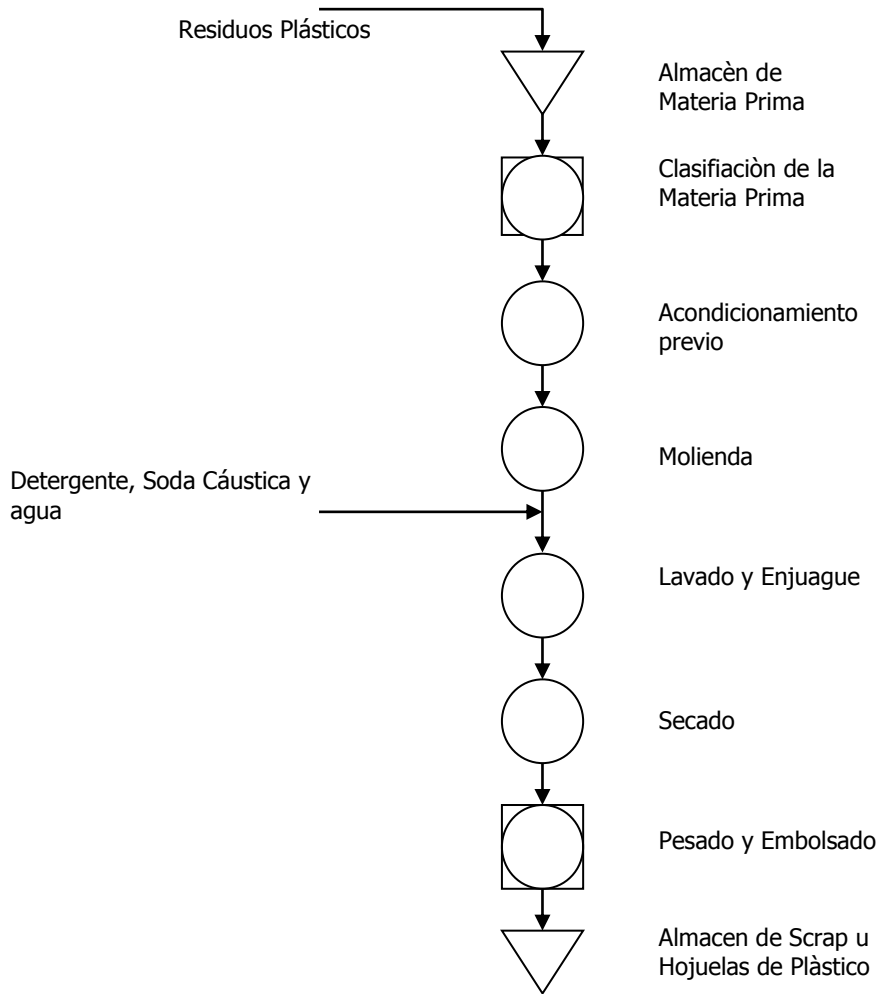 Residuos Plásticos
Almacèn de
Materia Prima
Clasifiaciòn de la
Materia Prima
Acondicionamiento
previo
Molienda
Detergente, Soda Cáustica y
agua
Lavado y Enjuague
Secado
Pesado y Embolsado
Almacen de Scrap u
Hojuelas de Plàstico